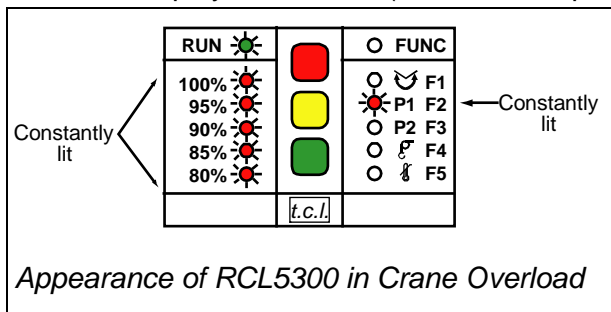 RUN
FUNC
100%
95%
90%
85%
80%
F1
P1 F2
P2 F3
F4
F5
Constantly
lit
Constantly
lit
t.c.l.
Appearance of RCL5300 in Crane Overload